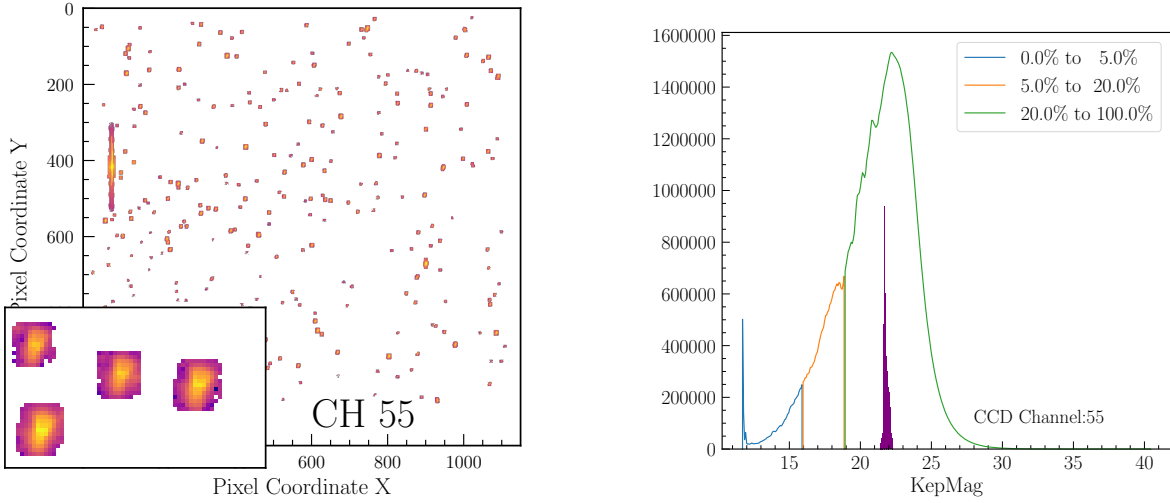 0
200
400
600
Pixel Coordinate Y
CH 55
600
800
1000
Pixel Coordinate X
1600000
1400000
1200000
1000000
800000
600000
400000
200000
0
0.0% to 5.0%
5.0% to 20.0%
20.0% to 100.0%
CCD Channel:55
15
20
25
30
35
40
KepMag